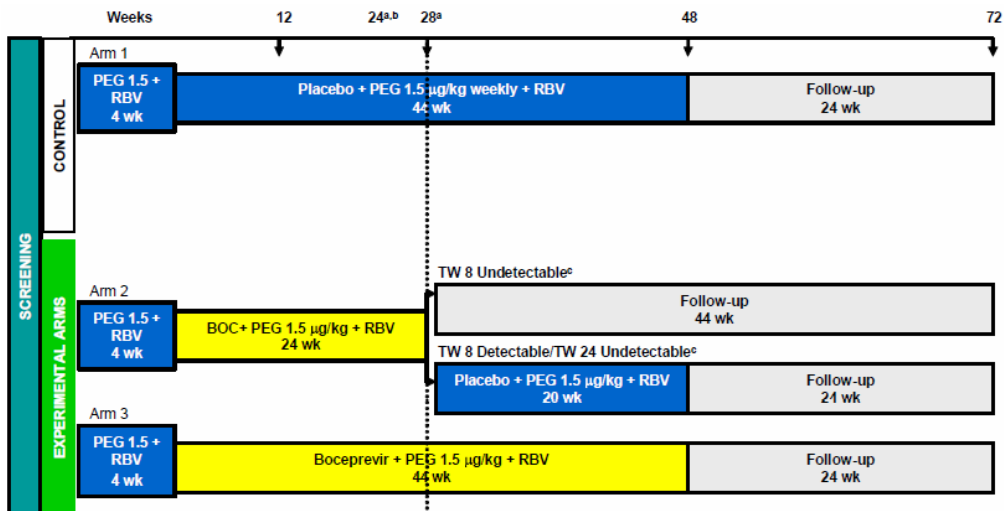 Weeks 12 24a,b 28a 48 72
SCREENING
CONTROL
Arm 1
PEG 1.5 +
RBV
4 wk
Placebo + PEG 1.5 μg/kg weekly + RBV
44 wk
Follow-up
24 wk
EXPERIMENTAL ARMS
Arm 2
PEG 1.5 +
RBV
4 wk
BOC+ PEG 1.5 μg/kg + RBV
24 wk
TW 8 Undetectablec
Follow-up
44 wk
TW 8 Detectable/TW 24 Undetectablec
Placebo + PEG 1.5 μg/kg + RBV
20 wk
Follow-up
24 wk
Arm 3
PEG 1.5 +
RBV
4 wk
Boceprevir + PEG 1.5 μg/kg + RBV
44 wk
Follow-up
24 wk